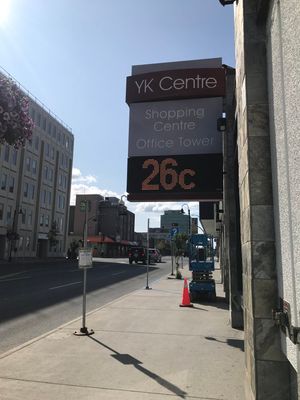 YK Centre
Shopping
Centre
Office Tower
26c